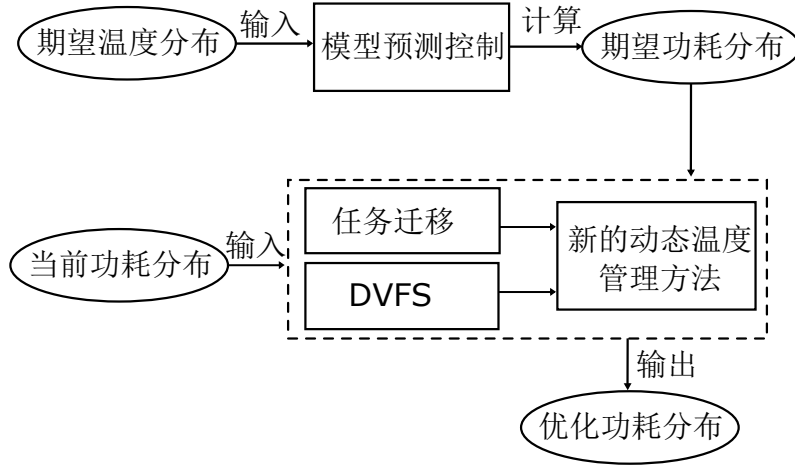 期望温度分布
输入
模型预测控制
计算
期望功耗分布
当前功耗分布
输入
任务迁移
DVFS
新的动态温度
管理方法
输出
优化功耗分布